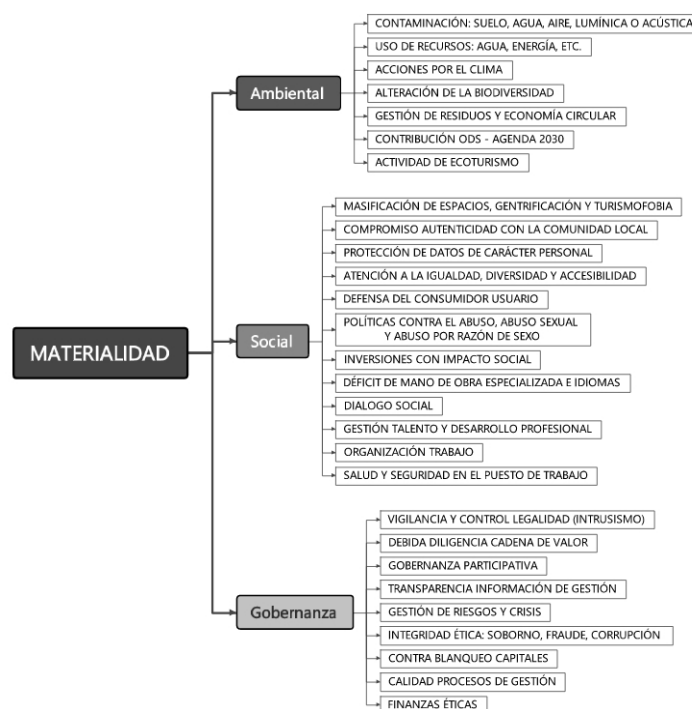 MATERIALIDAD
Ambiental
CONTAMINACIÓN: SUELO, AGUA, AIRE, LUMÍNICA O ACÚSTICA
USO DE RECURSOS: AGUA, ENERGÍA, ETC.
ACCIONES POR EL CLIMA
ALTERACIÓN DE LA BIODIVERSIDAD
GESTIÓN DE RESIDUOS Y ECONOMÍA CIRCULAR
CONTRIBUCIÓN ODS - AGENDA 2030
ACTIVIDAD DE ECOTURISMO
Social
MASIFICACIÓN DE ESPACIOS, GENTRIFICACIÓN Y TURISMOFOBIA
COMPROMISO AUTENTICIDAD CON LA COMUNIDAD LOCAL
PROTECCIÓN DE DATOS DE CARÁCTER PERSONAL
ATENCIÓN A LA IGUALDAD, DIVERSIDAD Y ACCESIBILIDAD
DEFENSA DEL CONSUMIDOR USUARIO
POLÍTICAS CONTRA EL ABUSO, ABUSO SEXUAL
Y ABUSO POR RAZÓN DE SEXO
INVERSIONES CON IMPACTO SOCIAL
DÉFICIT DE MANO DE OBRA ESPECIALIZADA E IDIOMAS
DIALOGO SOCIAL
GESTIÓN TALENTO Y DESARROLLO PROFESIONAL
ORGANIZACIÓN TRABAJO
SALUD Y SEGURIDAD EN EL PUESTO DE TRABAJO
Gobernanza
VIGILANCIA Y CONTROL LEGALIDAD (INTRUSISMO)
DEBIDA DILIGENCIA CADENA DE VALOR
GOBERNANZA PARTICIPATIVA
TRANSPARENCIA INFORMACIÓN DE GESTIÓN
GESTIÓN DE RIESGOS Y CRISIS
INTEGRIDAD ÉTICA: SOBORNO, FRAUDE, CORRUPCIÓN
CONTRA BLANQUEO CAPITALES
CALIDAD PROCESOS DE GESTIÓN
FINANZAS ÉTICAS